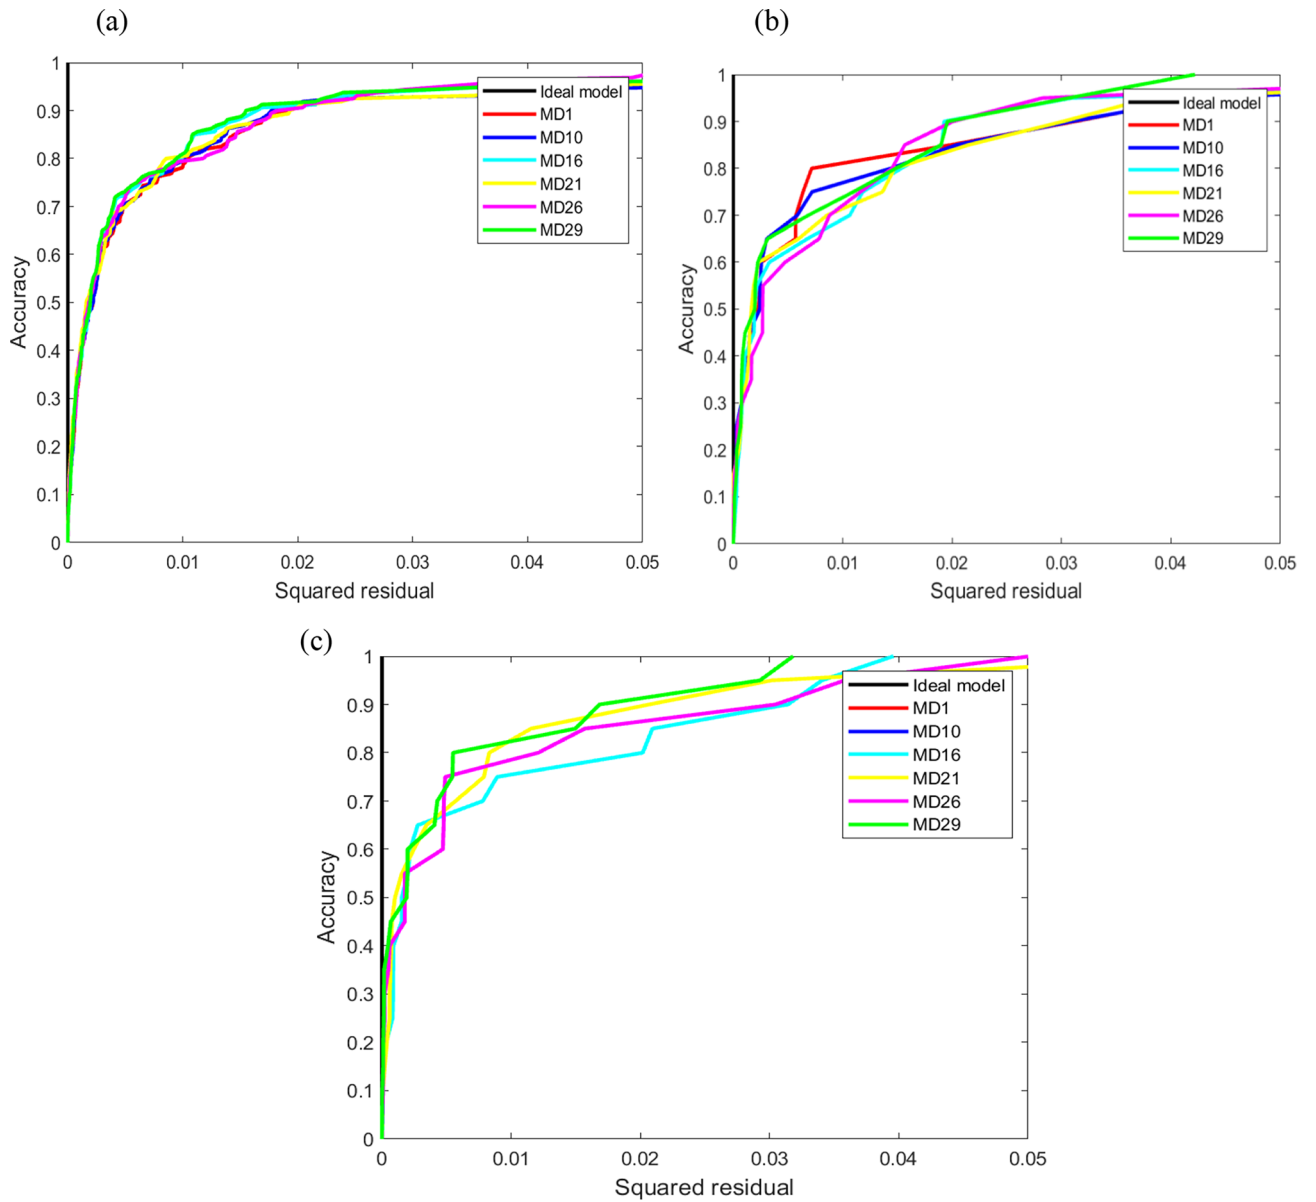 (a)
1
0.9
0.8
0.7
0.6
0.5
0.4
0.3
0.2
0.1
0
Accuracy
0 0.01 0.02 0.03 0.04 0.05
Squared residual
Ideal model
MD1
MD10
MD16
MD21
MD26
MD29
(b)
1
0.9
0.8
0.7
0.6
0.5
0.4
0.3
0.2
0.1
0
Accuracy
0 0.01 0.02 0.03 0.04 0.05
Squared residual
Ideal model
MD1
MD10
MD16
MD21
MD26
MD29
(c)
1
0.9
0.8
0.7
0.6
0.5
0.4
0.3
0.2
0.1
0
Accuracy
0 0.01 0.02 0.03 0.04 0.05
Squared residual
Ideal model
MD1
MD10
MD16
MD21
MD26
MD29